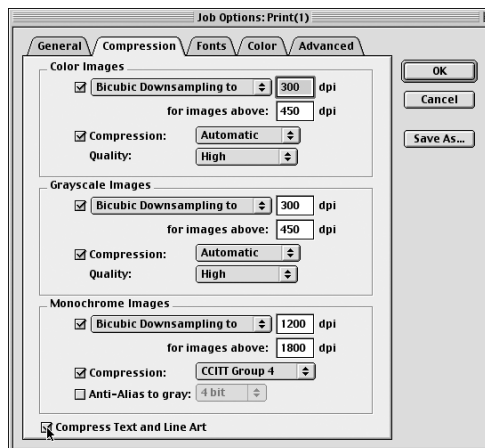 Job Options: Print(1)
General Compression Fonts Color Advanced
Color Images
Bicubic Downsampling to 300 dpi
for images above: 450 dpi
Compression: Automatic
Quality: High
Grayscale Images
Bicubic Downsampling to 300 dpi
for images above: 450 dpi
Compression: Automatic
Quality: High
Monochrome Images
Bicubic Downsampling to 1200 dpi
for images above: 1800 dpi
Compression: CCITT Group 4
Anti-Alias to gray: 4 bit
Compress Text and Line Art
OK
Cancel
Save As...